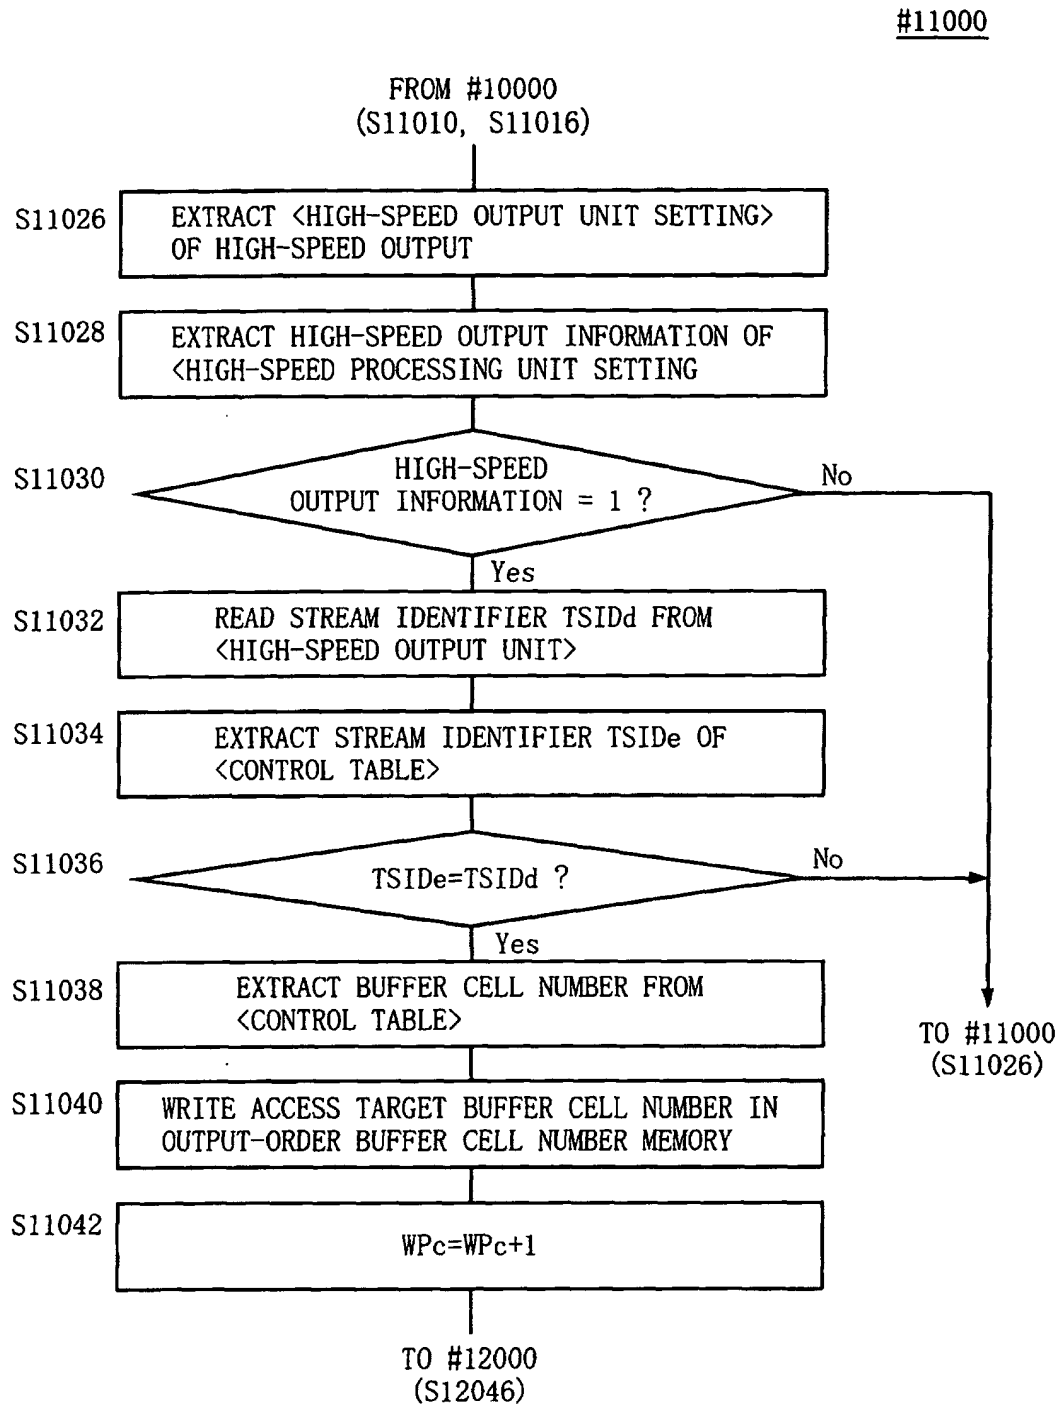 #11000
FROM #10000
(S11010, S11016)
S11026
EXTRACT <HIGH-SPEED OUTPUT UNIT SETTING>
OF HIGH-SPEED OUTPUT
S11028
EXTRACT HIGH-SPEED OUTPUT INFORMATION OF
<HIGH-SPEED PROCESSING UNIT SETTING
S11030
HIGH-SPEED
OUTPUT INFORMATION = 1 ?
No
Yes
S11032
READ STREAM IDENTIFIER TSIDd FROM
<HIGH-SPEED OUTPUT UNIT>
S11034
EXTRACT STREAM IDENTIFIER TSIDe OF
<CONTROL TABLE>
S11036
TSIDe=TSIDd ?
No
Yes
S11038
EXTRACT BUFFER CELL NUMBER FROM
<CONTROL TABLE>
TO #11000
(S11026)
S11040
WRITE ACCESS TARGET BUFFER CELL NUMBER IN
OUTPUT-ORDER BUFFER CELL NUMBER MEMORY
S11042
WPc=WPc+1
TO #12000
(S12046)